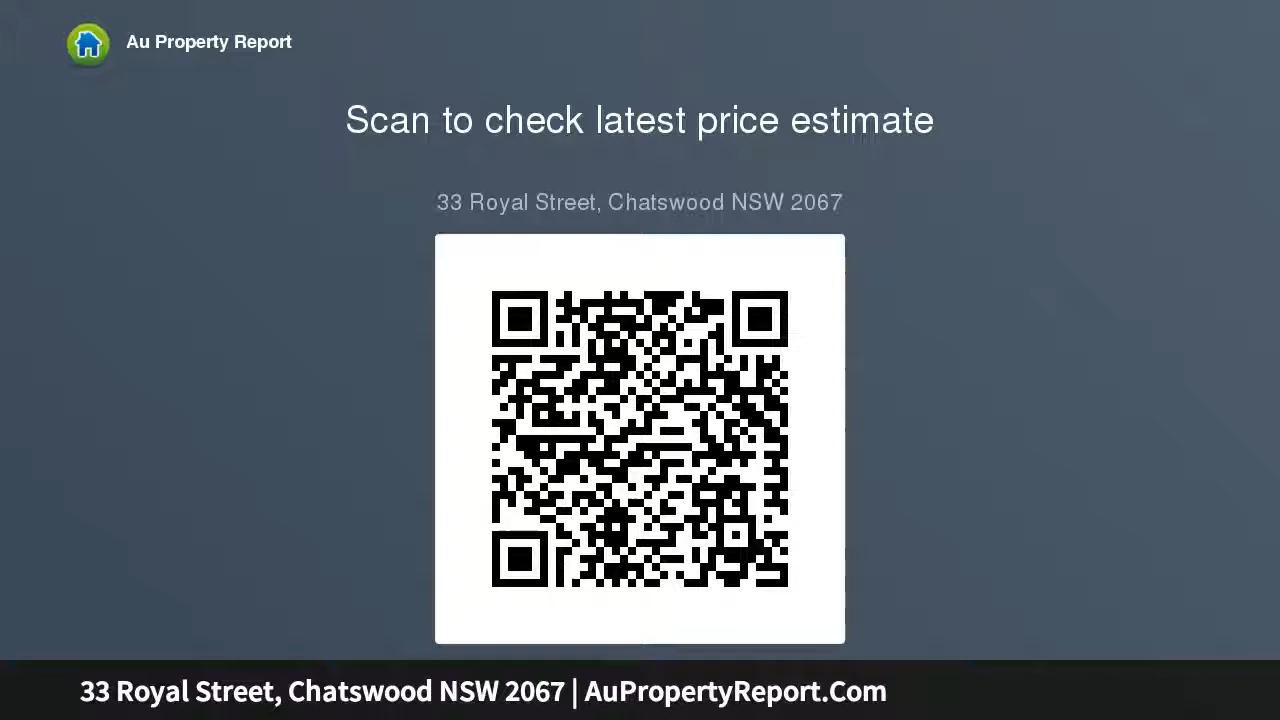 Au Property Report
Scan to check latest price estimate
33 Royal Street, Chatswood NSW 2067
33 Royal Street, Chatswood NSW 2067 | AuPropertyReport.Com